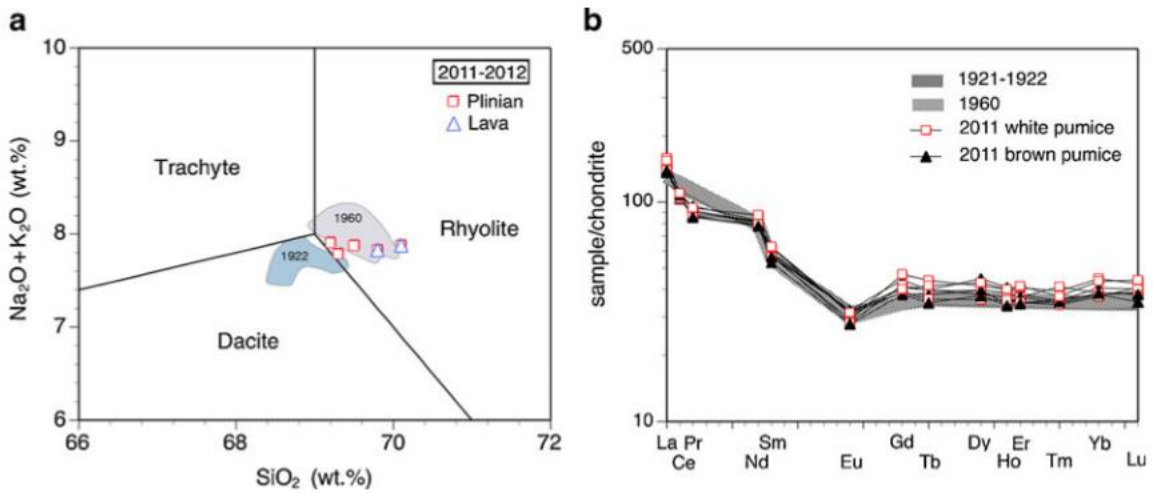 a
10
9
8
7
6
Na₂O+K₂O (wt.%)
66
68
70
72
SiO₂ (wt.%)
2011-2012
Plinian
Lava
Trachyte
1960
Rhyolite
1922
Dacite
b
500
100
10
sample/chondrite
1921-1922
1960
2011 white pumice
2011 brown pumice
La Pr Sm Gd Dy Er Yb
Ce Nd Eu Tb Ho Tm Lu